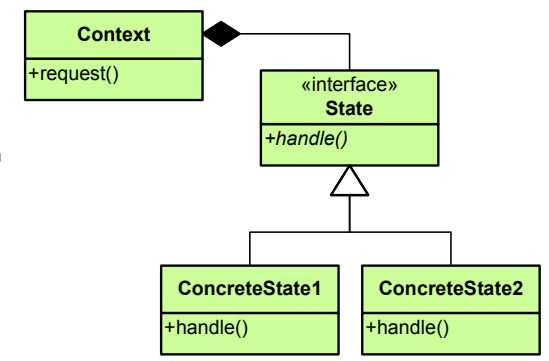 Context
+request()
«interface»
State
+handle()
ConcreteState1
+handle()
ConcreteState2
+handle()